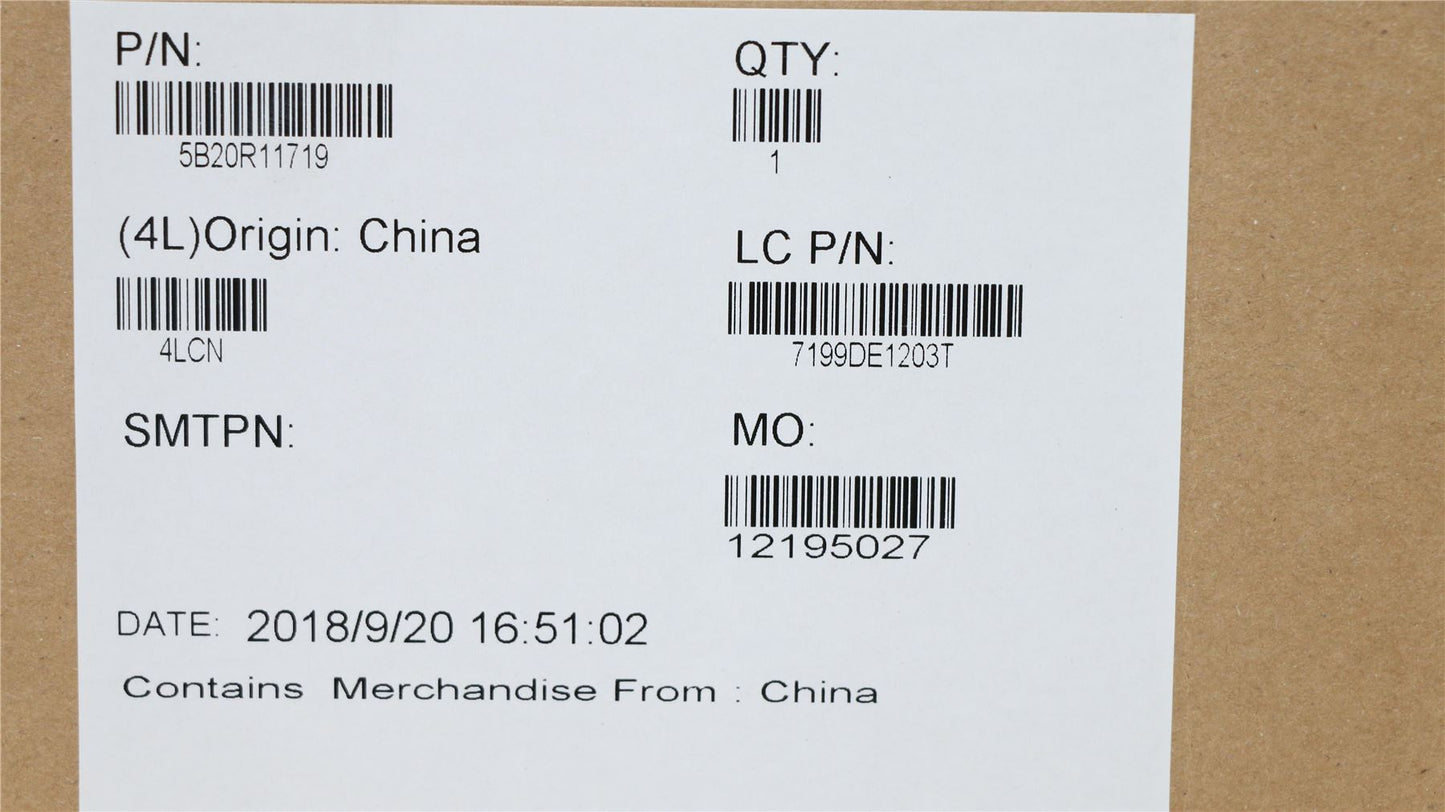 P/N:
5B20R11719
QTY:
1
(4L)Origin: China
4LCN
LC P/N:
7199DE1203T
SMTPN:
MO:
12195027
DATE: 2018/9/20 16:51:02
Contains Merchandise From : China